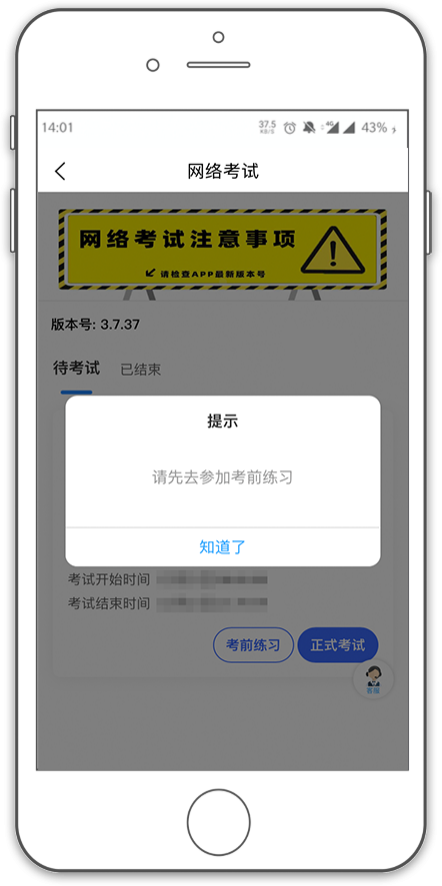 14:01
37.5
KB/S
4G
43%
网络考试
网络考试注意事项
请检查APP最新版本号
版本号: 3.7.37
待考试 已结束
提示
请先去参加考前练习
知道了
考试开始时间
考试结束时间
考前练习 正式考试
客服